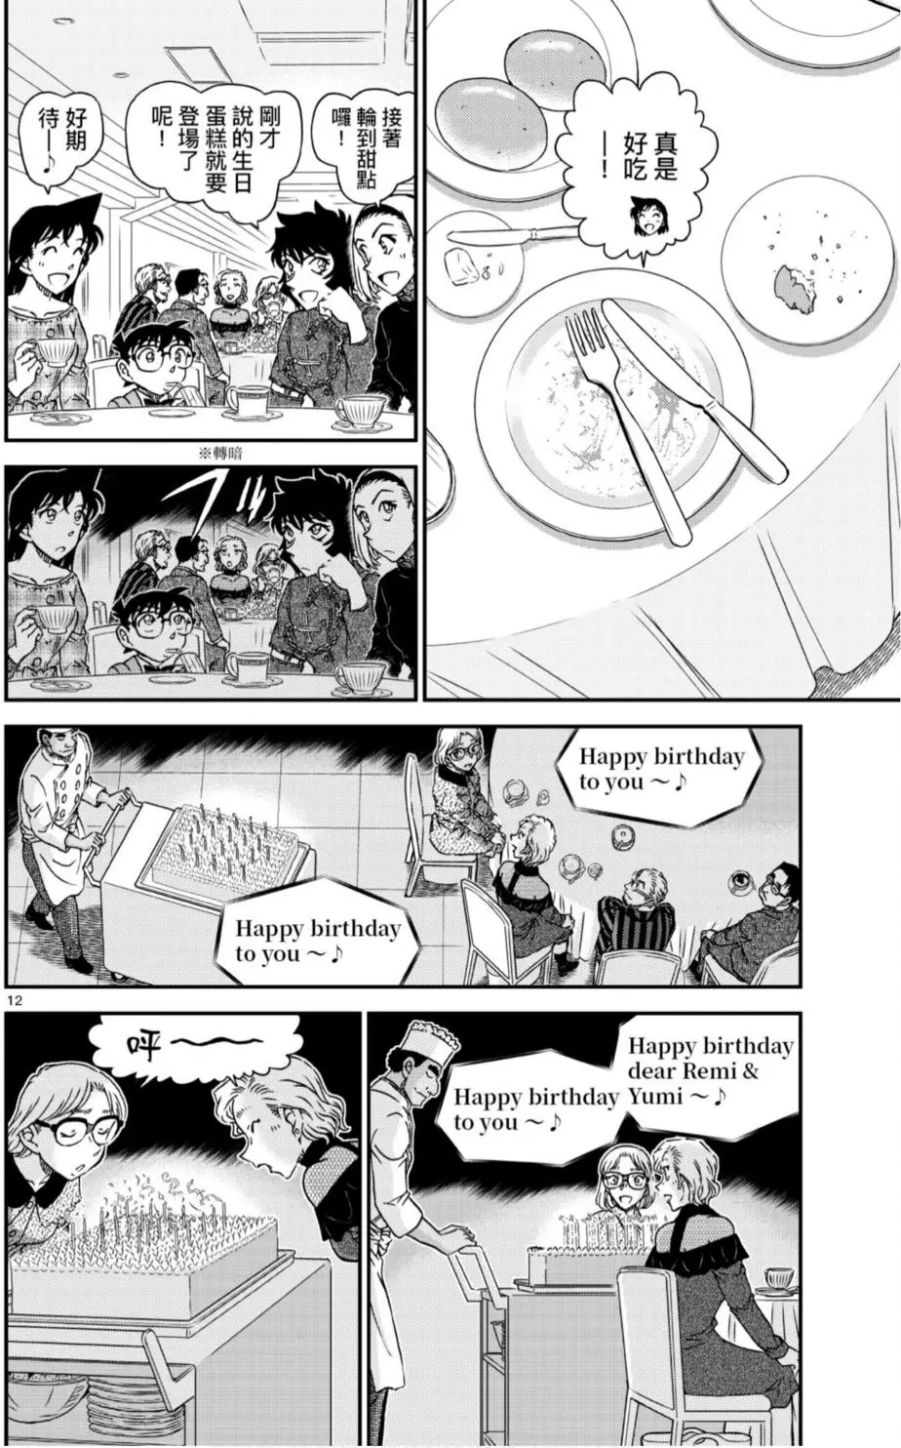 真是
好吃
——！
接著
輪到甜點
囉！
剛才
說的生日
蛋糕就要
登場了
呢！
好期
待—♪
※轉暗
Happy birthday
to you ～♪
Happy birthday
to you ～♪
12
Happy birthday
dear Remi &
Yumi ～♪
Happy birthday
to you ～♪
呼～～